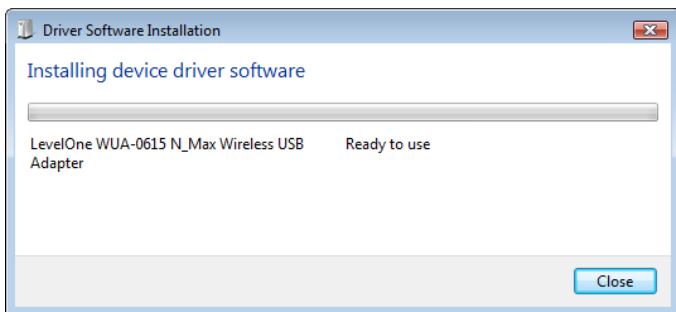 Driver Software Installation
Installing device driver software
LevelOne WUA-0615 N_Max Wireless USB Ready to use
Adapter
Close